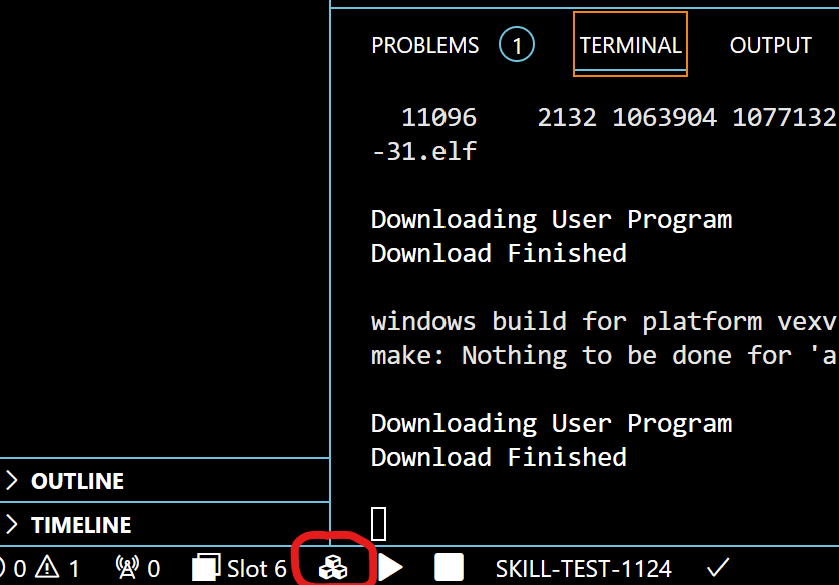 PROBLEMS 1 TERMINAL OUTPUT
11096 2132 1063904 1077132
-31.elf
Downloading User Program
Download Finished
windows build for platform vexv
make: Nothing to be done for 'a
Downloading User Program
Download Finished
OUTLINE
TIMELINE
0 1 0 Slot 6 SKILL-TEST-1124